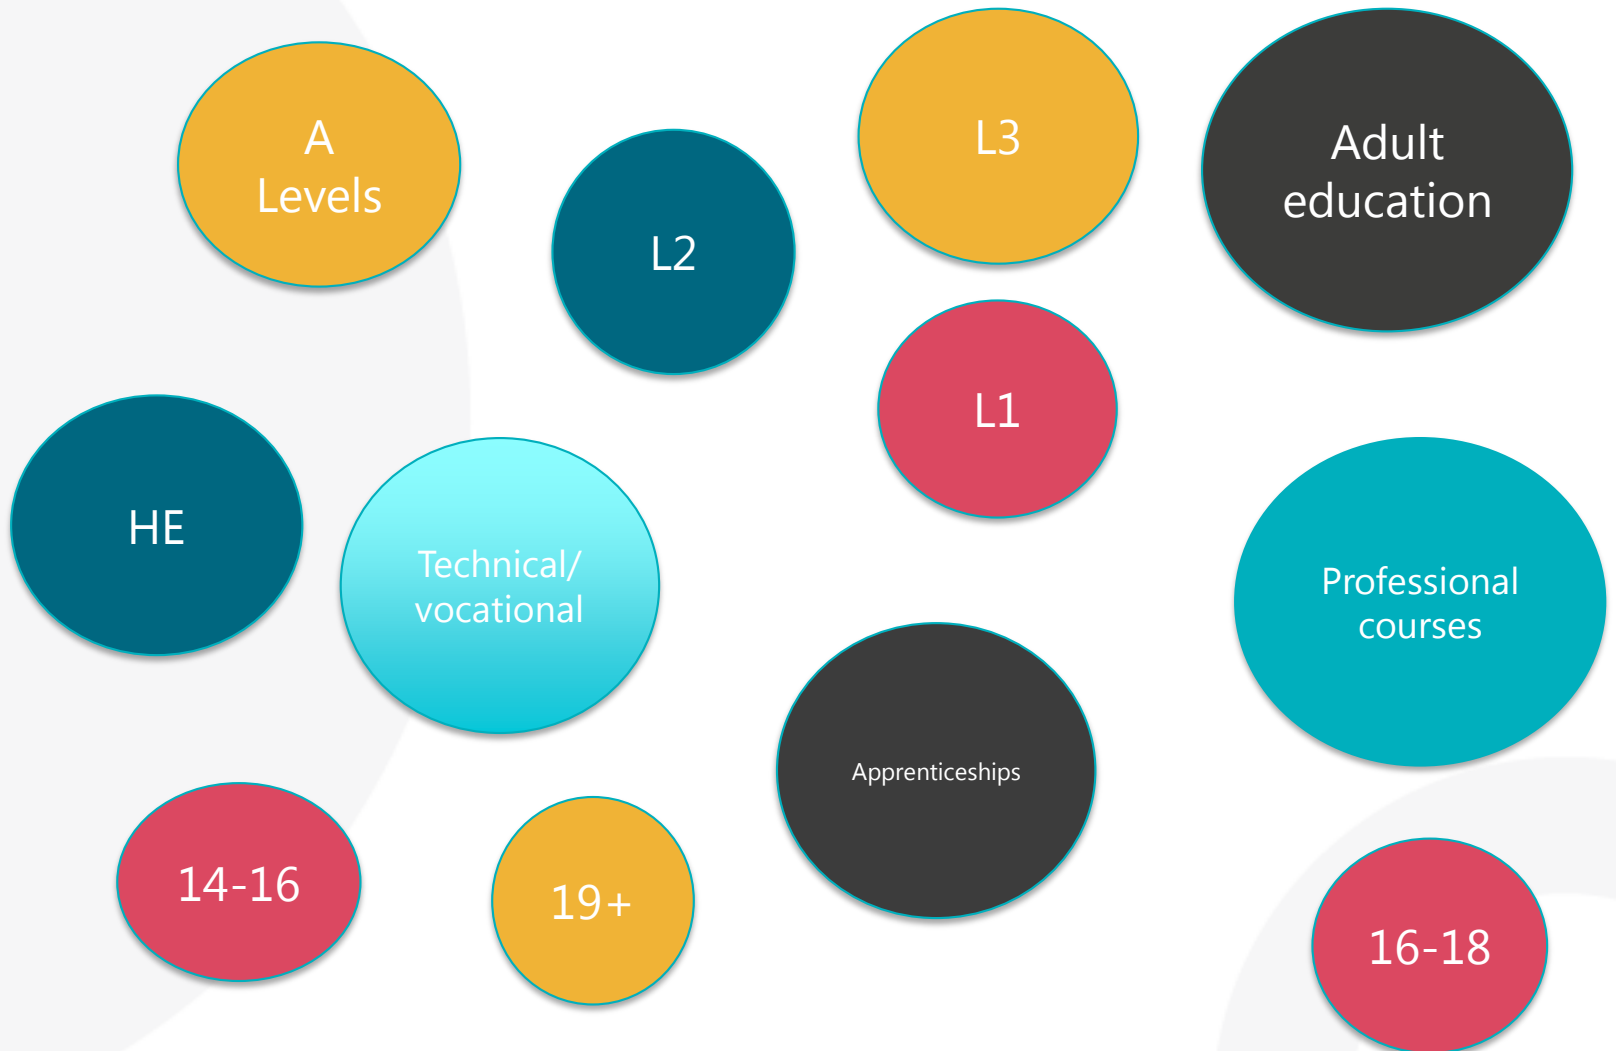 A
Levels
L2
L3
Adult
education
L1
HE
Technical/
vocational
Professional
courses
Apprenticeships
14-16
19+
16-18